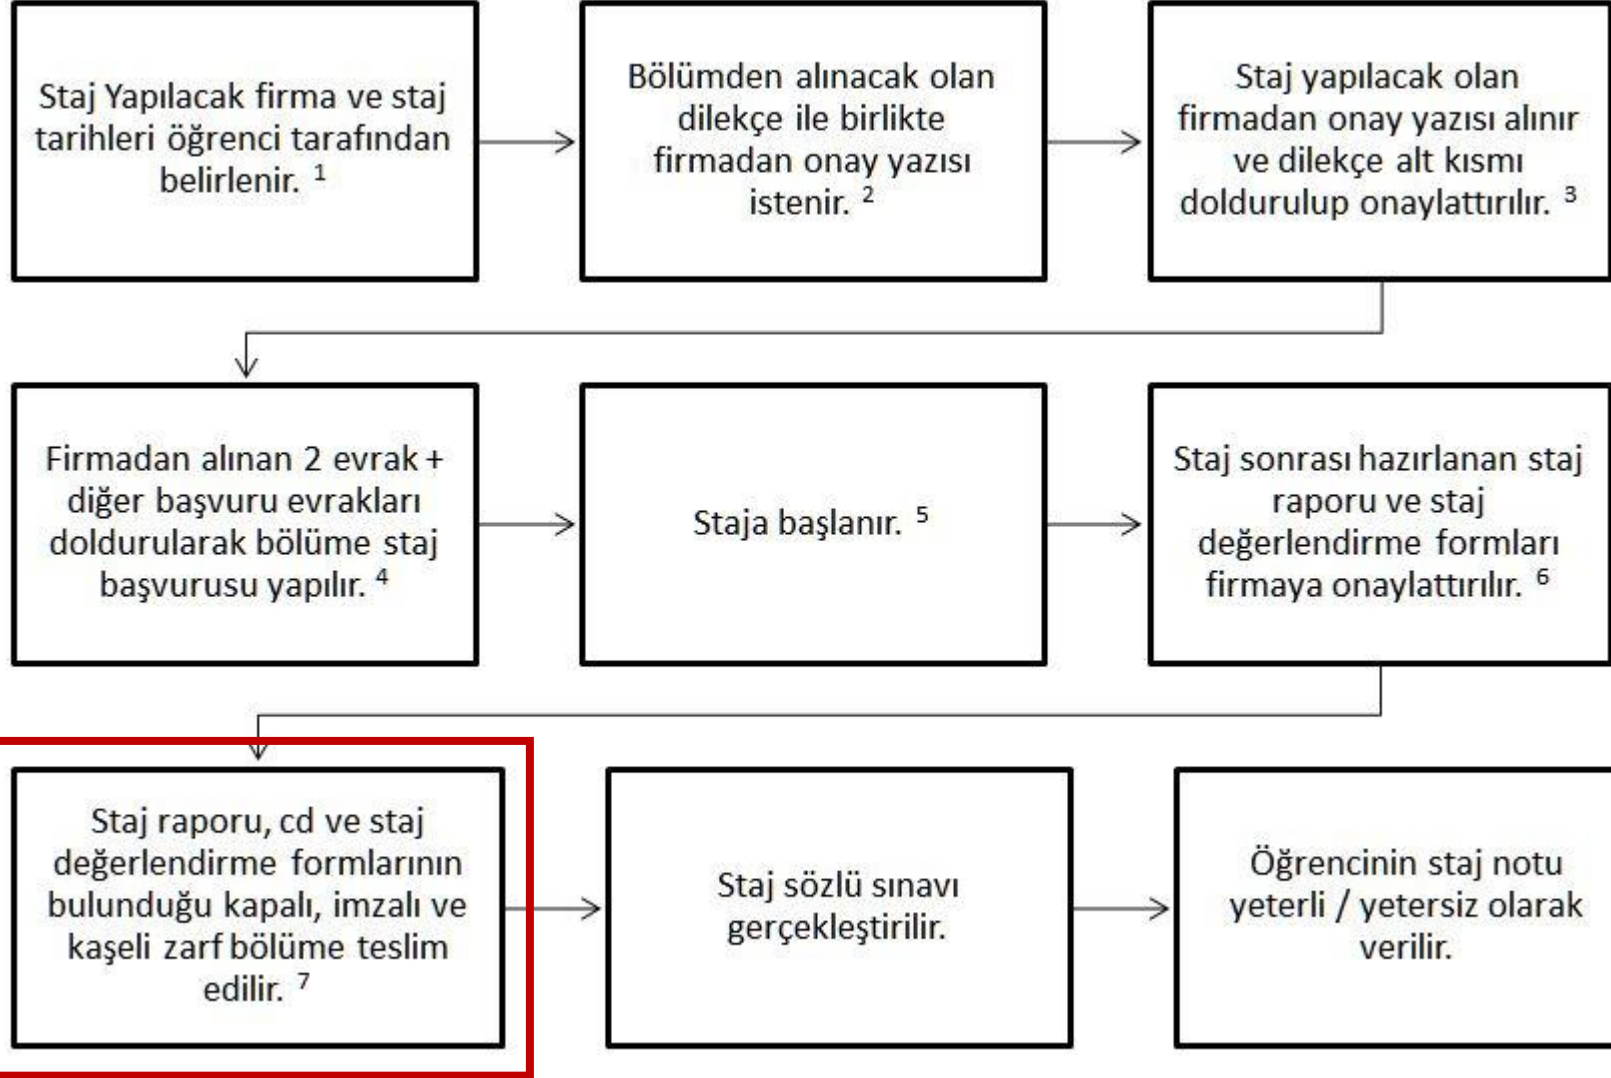 Staj Yapılacak firma ve staj
tarihleri öğrenci tarafından
belirlenir. 1
Bölümden alınacak olan
dilekçe ile birlikte
firmadan onay yazısı
istenir. 2
Staj yapılacak olan
firmadan onay yazısı alınır
ve dilekçe alt kısmı
doldurulup onaylattırılır. 3
Firmadan alınan 2 evrak +
diğer başvuru evrakları
doldurularak bölüme staj
başvurusu yapılır. 4
Staja başlanır. 5
Staj sonrası hazırlanan staj
raporu ve staj
değerlendirme formları
firmaya onaylattırılır. 6
Staj raporu, cd ve staj
değerlendirme formlarının
bulunduğu kapalı, imzalı ve
kaşeli zarf bölüme teslim
edilir. 7
Staj sözlü sınavı
gerçekleştirilir.
Öğrencinin staj notu
yeterli / yetersiz olarak
verilir.